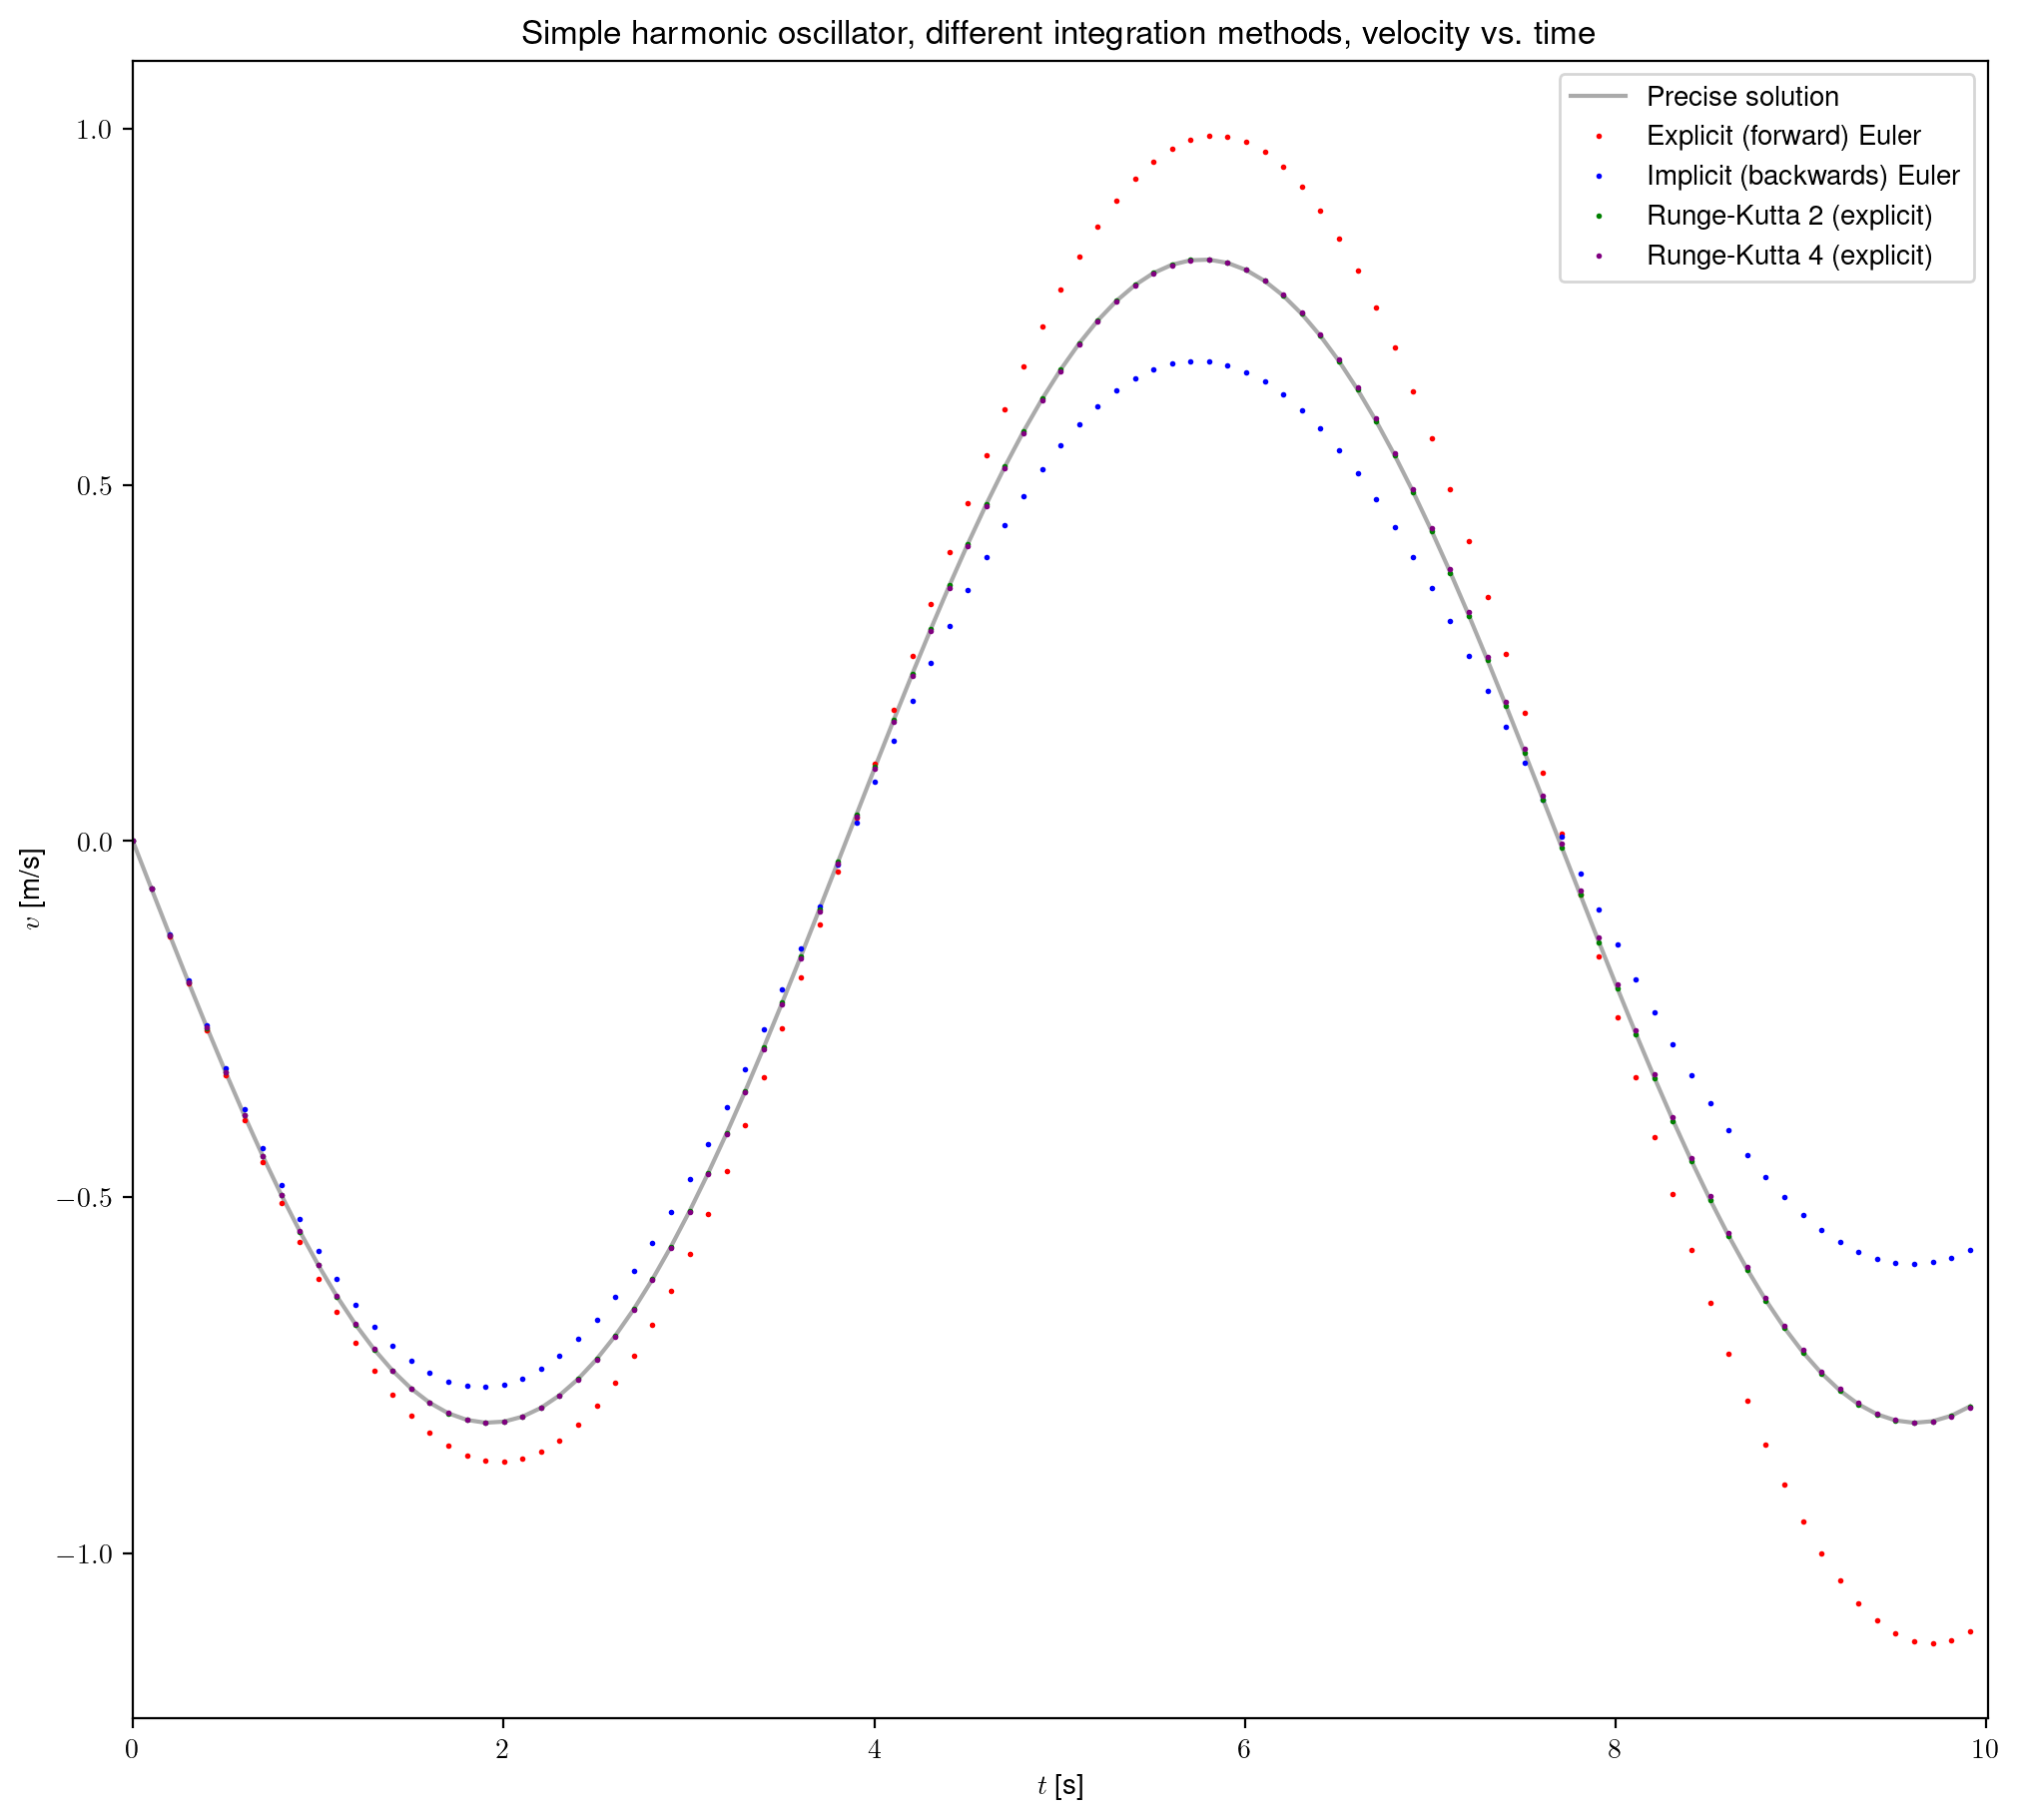 Simple harmonic oscillator, different integration methods, velocity vs. time
Precise solution
Explicit (forward) Euler
Implicit (backwards) Euler
Runge-Kutta 2 (explicit)
Runge-Kutta 4 (explicit)
1.0
0.5
0.0
−0.5
−1.0
v [m/s]
0 2 4 6 8 10
t [s]